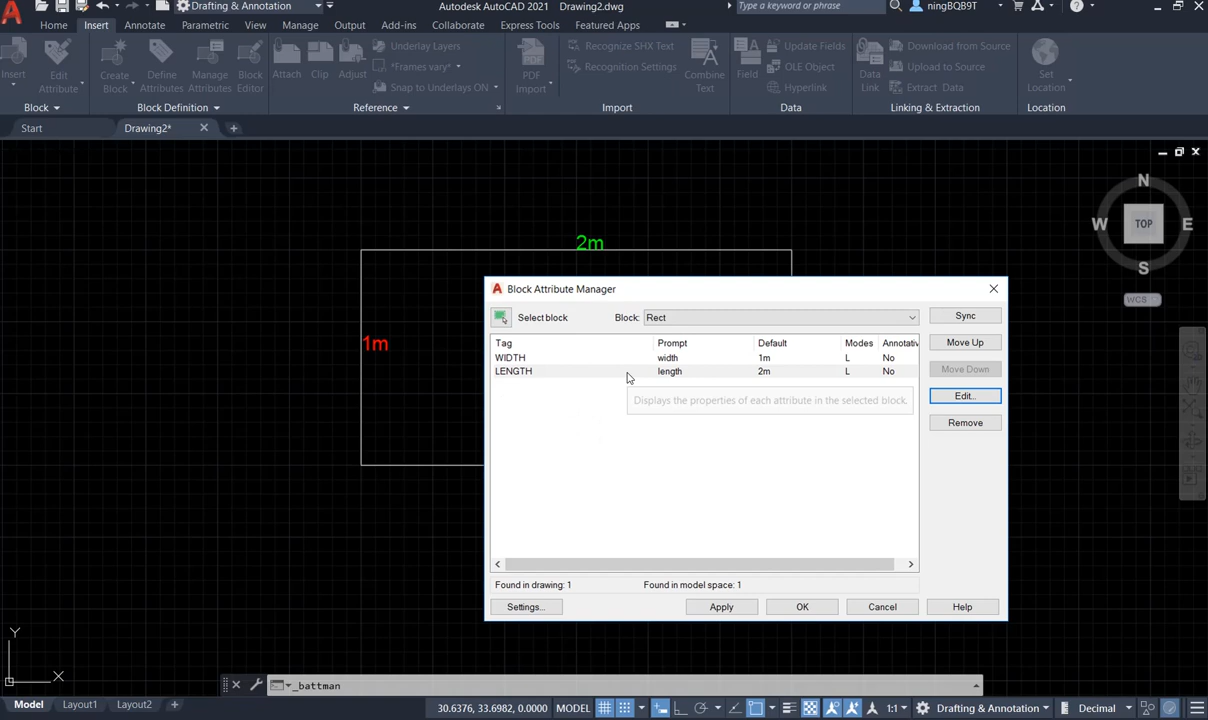 Drafting & Annotation
Autodesk AutoCAD 2021 Drawing2.dwg
Type a keyword or phrase
ningBQB9T
Home Insert Annotate Parametric View Manage Output Add-ins Collaborate Express Tools Featured Apps
Insert
Edit Attribute
Create Block
Define Attributes
Manage Attributes
Block Editor
Attach
Clip
Adjust
Underlay Layers
*Frames vary*
Snap to Underlays ON
PDF Import
Recognize SHX Text
Recognition Settings
Combine Text
Field
Update Fields
OLE Object
Hyperlink
Data Link
Download from Source
Upload to Source
Extract Data
Set Location
Block Block Definition Reference Import Data Linking & Extraction Location
Start Drawing2*
N
W TOP E
S
WCS
2m
1m
Block Attribute Manager
Select block Block: Rect Sync
Tag Prompt Default Modes Annotativ
Move Up
WIDTH width 1m L No
LENGTH length 2m L No
Move Down
Displays the properties of each attribute in the selected block.
Edit...
Remove
Found in drawing: 1 Found in model space: 1
Settings... Apply OK Cancel Help
Y
X
_battman
Model Layout1 Layout2
30.6376, 33.6982, 0.0000 MODEL 1:1 Drafting & Annotation Decimal